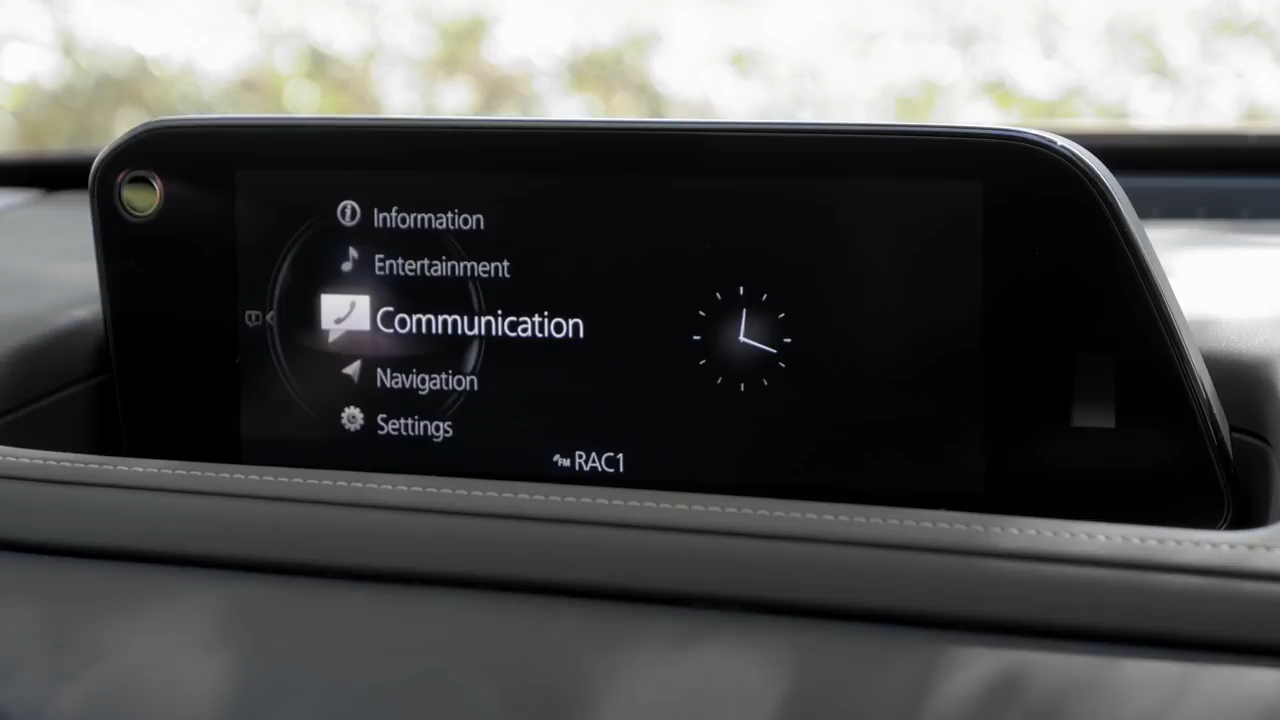 Information
Entertainment
Communication
Navigation
Settings
FM RAC1